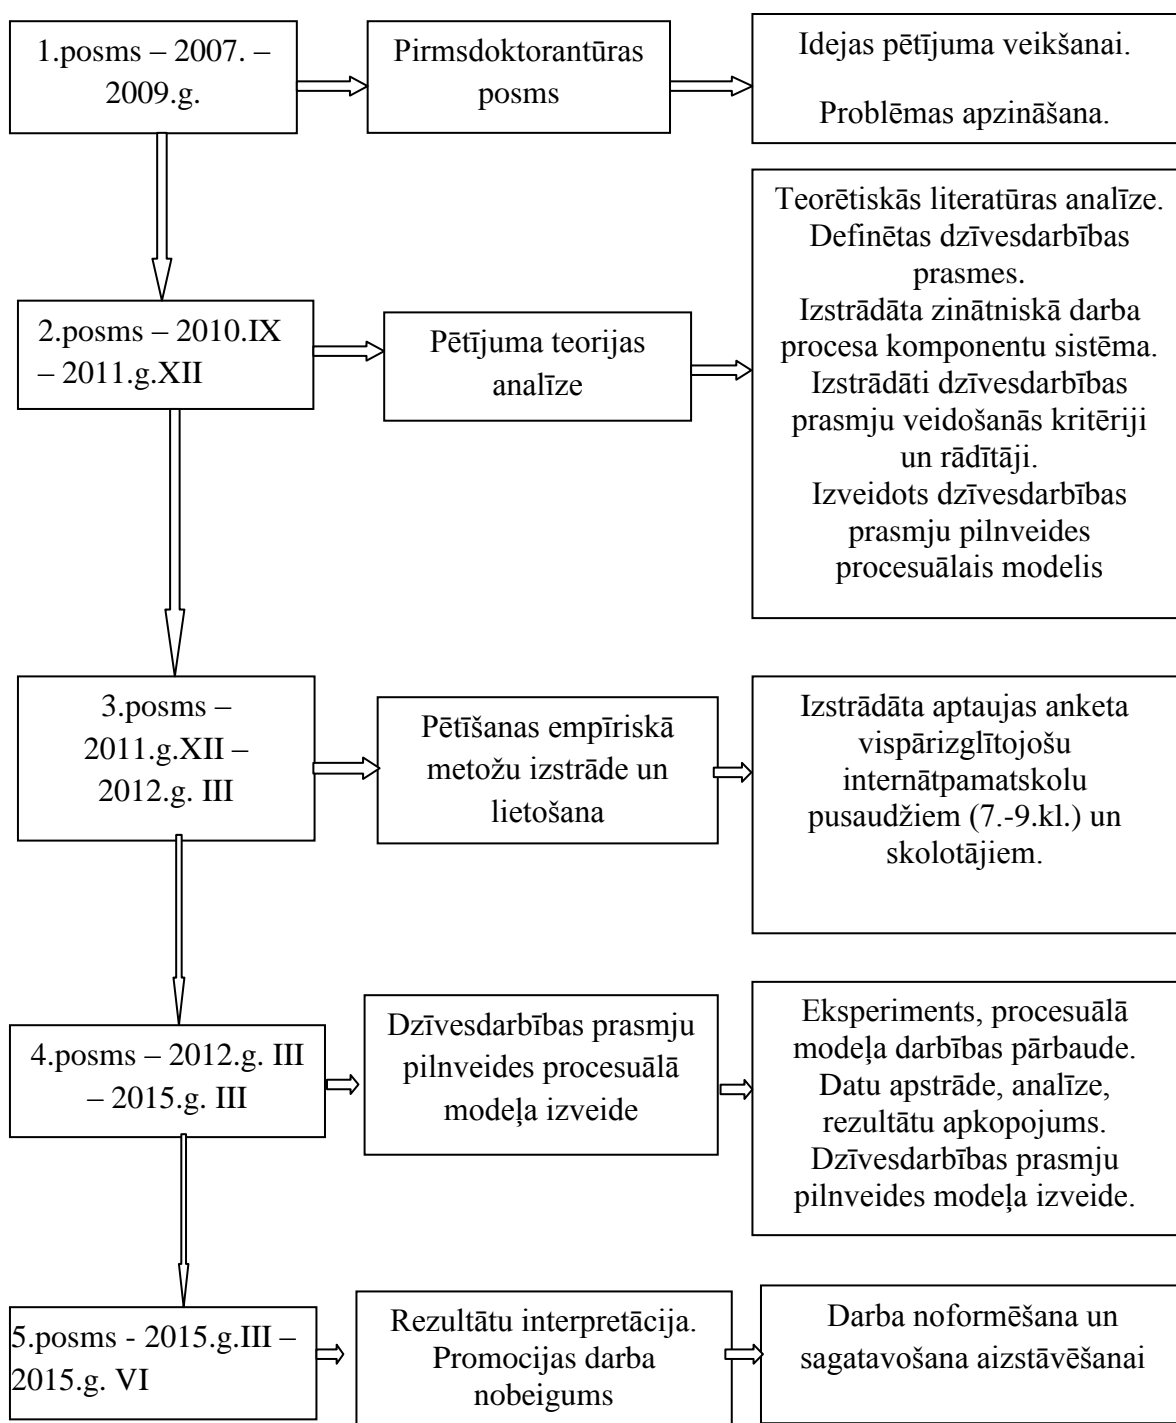 1.posms – 2007. –
2009.g.
Pirmsdoktorantūras
posms
Idejas pētījuma veikšanai.
Problēmas apzināšana.
2.posms – 2010.IX
– 2011.g.XII
Pētījuma teorijas
analīze
Teorētiskās literatūras analīze.
Definētas dzīvesdarbības
prasmes.
Izstrādāta zinātniskā darba
procesa komponentu sistēma.
Izstrādāti dzīvesdarbības
prasmju veidošanās kritēriji
un rādītāji.
Izveidots dzīvesdarbības
prasmju pilnveides
procesuālais modelis
3.posms –
2011.g.XII –
2012.g. III
Pētīšanas empīriskā
metožu izstrāde un
lietošana
Izstrādāta aptaujas anketa
vispārizglītojošu
internātpamatskolu
pusaudžiem (7.-9.kl.) un
skolotājiem.
4.posms – 2012.g. III
– 2015.g. III
Dzīvesdarbības prasmju
pilnveides procesuālā
modeļa izveide
Eksperiments, procesuālā
modeļa darbības pārbaude.
Datu apstrāde, analīze,
rezultātu apkopojums.
Dzīvesdarbības prasmju
pilnveides modeļa izveide.
5.posms - 2015.g.III –
2015.g. VI
Rezultātu interpretācija.
Promocijas darba
nobeigums
Darba noformēšana un
sagatavošana aizstāvēšanai